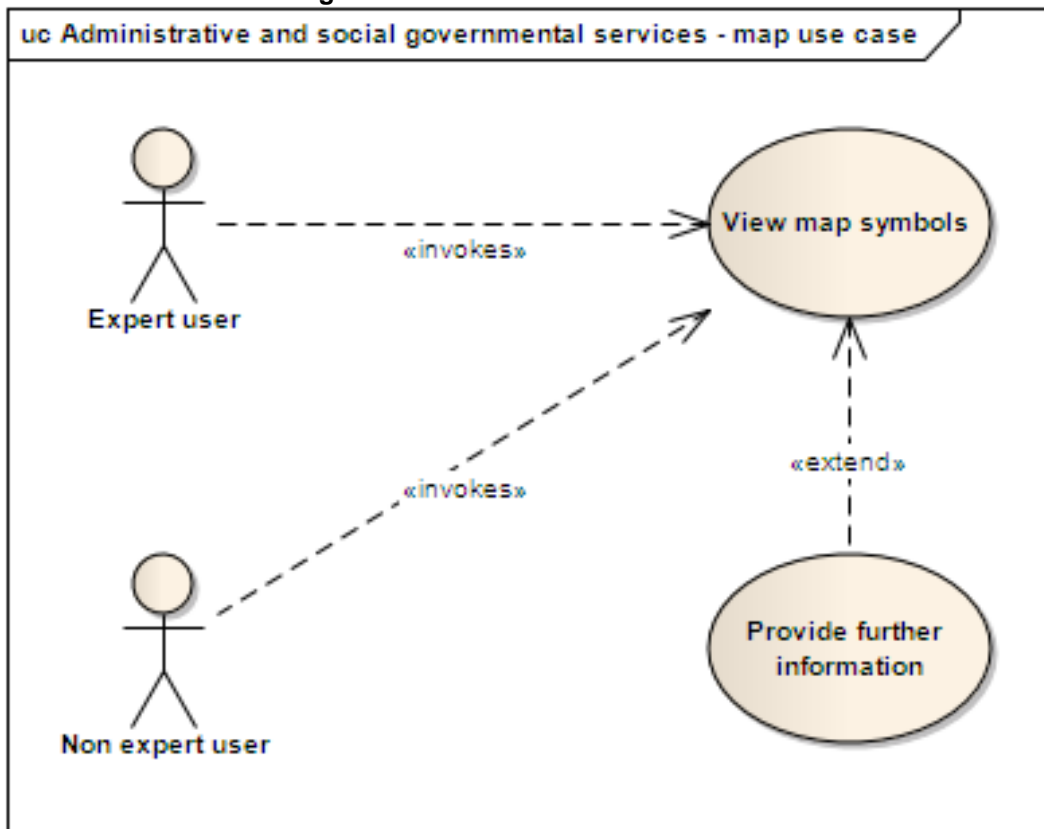 uc Administrative and social governmental services - map use case
View map symbols
«invokes»
Expert user
«extend»
«invokes»
Provide further
information
Non expert user